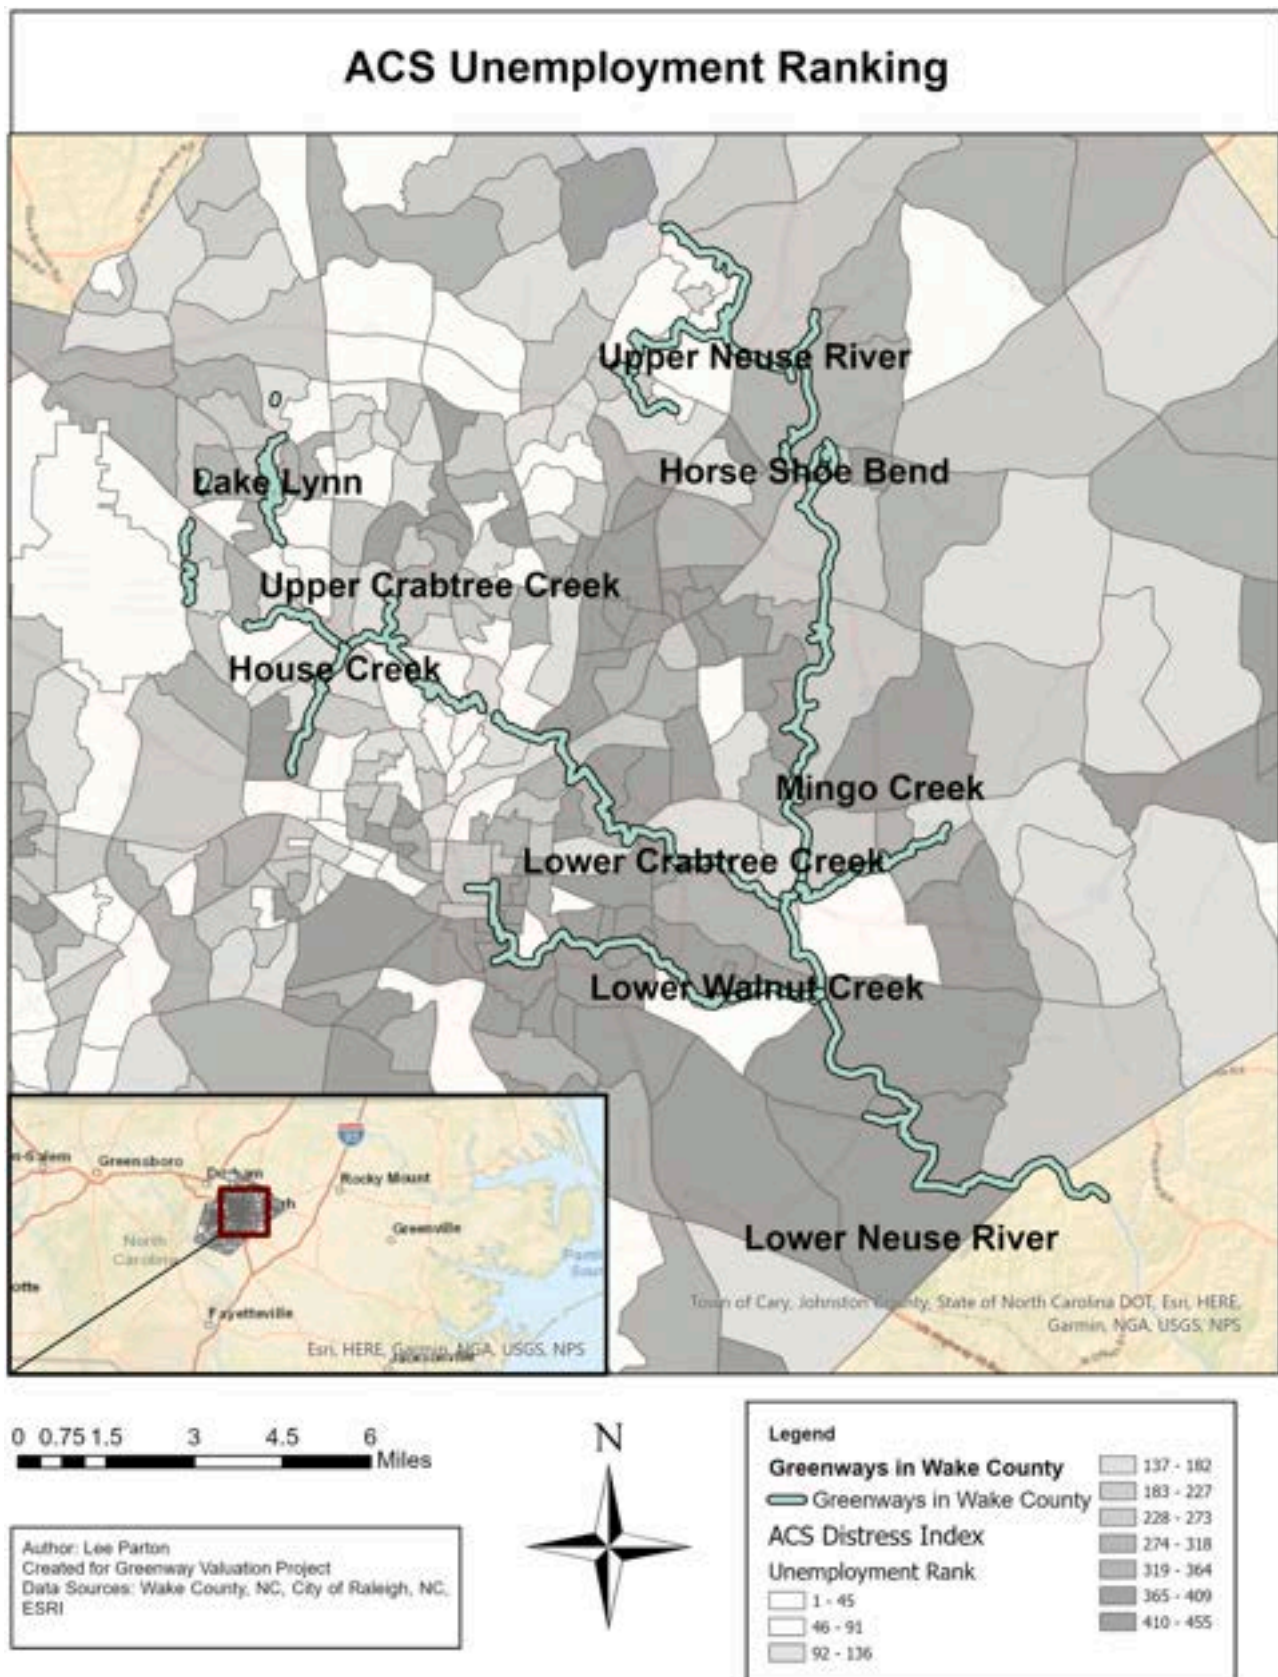 ACS Unemployment Ranking
Upper Neuse River
Lake Lynn
Horse Shoe Bend
Upper Crabtree Creek
House Creek
Mingo Creek
Lower Crabtree Creek
Lower Walnut Creek
Lower Neuse River
Town of Cary, Johnston County, State of North Carolina DOT, Esri, HERE,
Garmin, NGA, USGS, NPS
n-Salem
Greensboro
Durham
Rocky Mount
Greenville
North
Carolina
otte
Fayetteville
Esri, HERE, Garmin, NGA, USGS, NPS
0 0.75 1.5 3 4.5 6
Miles
N
Author: Lee Parton
Created for Greenway Valuation Project
Data Sources: Wake County, NC, City of Raleigh, NC,
ESRI
Legend
Greenways in Wake County
Greenways in Wake County
ACS Distress Index
Unemployment Rank
1 - 45
46 - 91
92 - 136
137 - 182
183 - 227
228 - 273
274 - 318
319 - 364
365 - 409
410 - 455